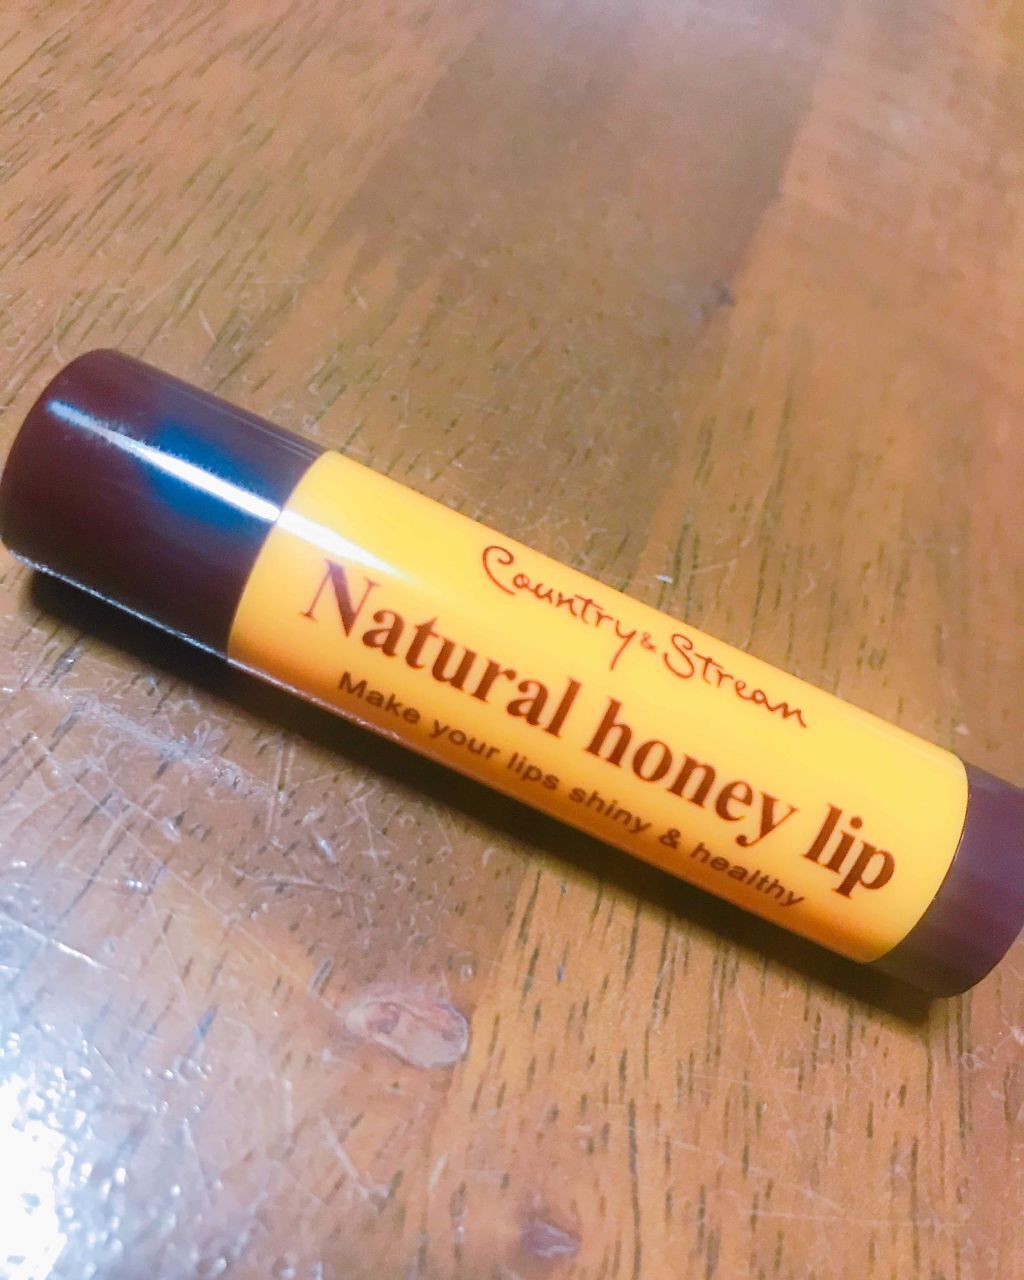 Country & Stream
Natural honey lip
Make your lips shiny & healthy